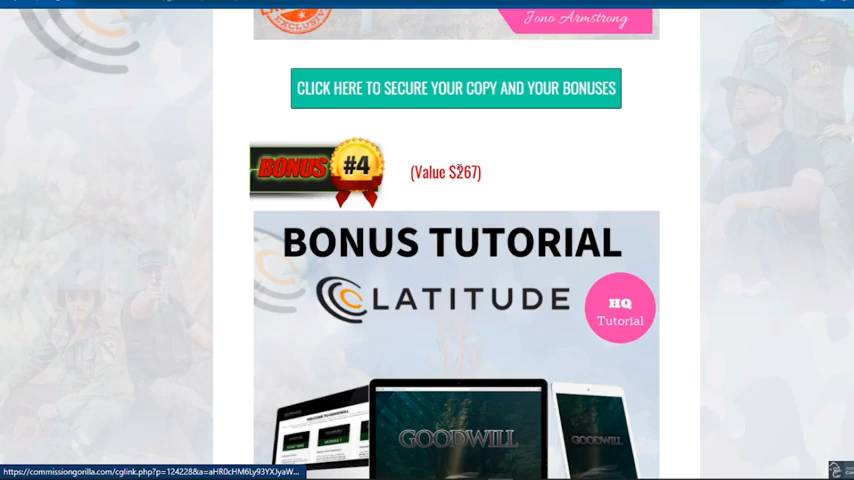 EXCLUSIVE
Jono Armstrong
CLICK HERE TO SECURE YOUR COPY AND YOUR BONUSES
BONUS #4
(Value $267)
BONUS TUTORIAL
LATITUDE
HQ
Tutorial
GOODWILL
GOODWILL
https://commissiongorilla.com/cglink.php?p=124228&a=aHR0cHM6Ly93YXJyaW...